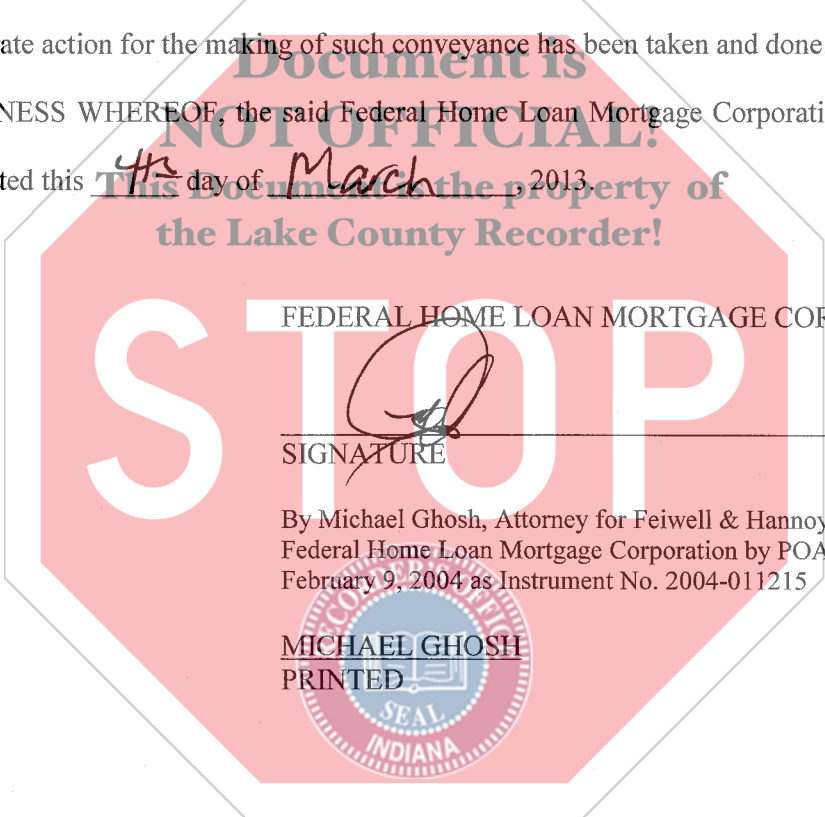 ate action for the making of such conveyance has been taken and done
Document is
NESS WHEREOF, the said Federal Home Loan Mortgage Corporati
NOT OFFICIAL!
ted this 4th day of March, 2013.
This Document is the property of
the Lake County Recorder!
STOP
FEDERAL HOME LOAN MORTGAGE COR
SIGNATURE
By Michael Ghosh, Attorney for Feiwell & Hannoy
Federal Home Loan Mortgage Corporation by POA
February 9, 2004 as Instrument No. 2004-011215
RECORDER'S OFFIC
MICHAEL GHOSH
PRINTED
SEAL
INDIANA